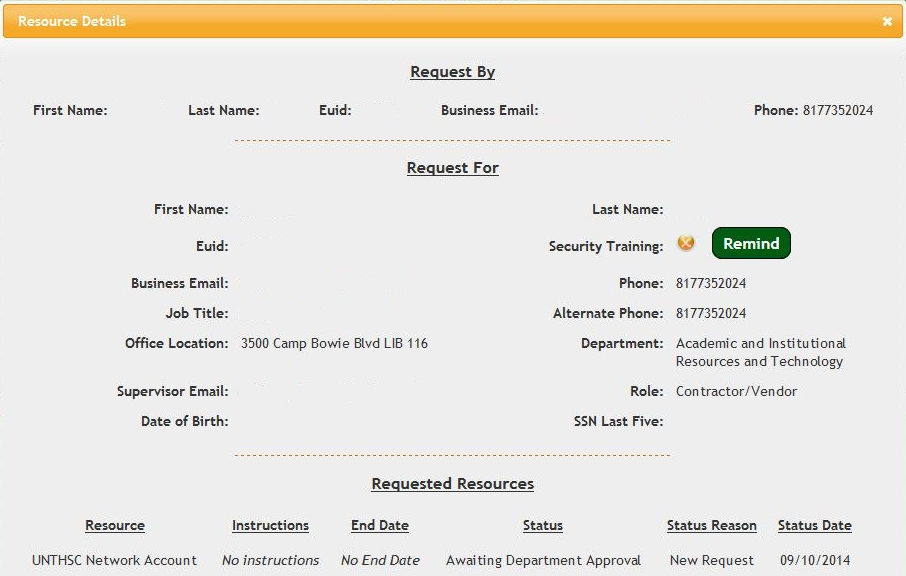 Resource Details
Request By
First Name: Last Name: Euid: Business Email: Phone: 8177352024
Request For
First Name: Last Name:
Euid: Security Training: Remind
Business Email: Phone: 8177352024
Job Title: Alternate Phone: 8177352024
Office Location: 3500 Camp Bowie Blvd LIB 116 Department: Academic and Institutional
Resources and Technology
Supervisor Email: Role: Contractor/Vendor
Date of Birth: SSN Last Five:
Requested Resources
Resource Instructions End Date Status Status Reason Status Date
UNTHSC Network Account No instructions No End Date Awaiting Department Approval New Request 09/10/2014